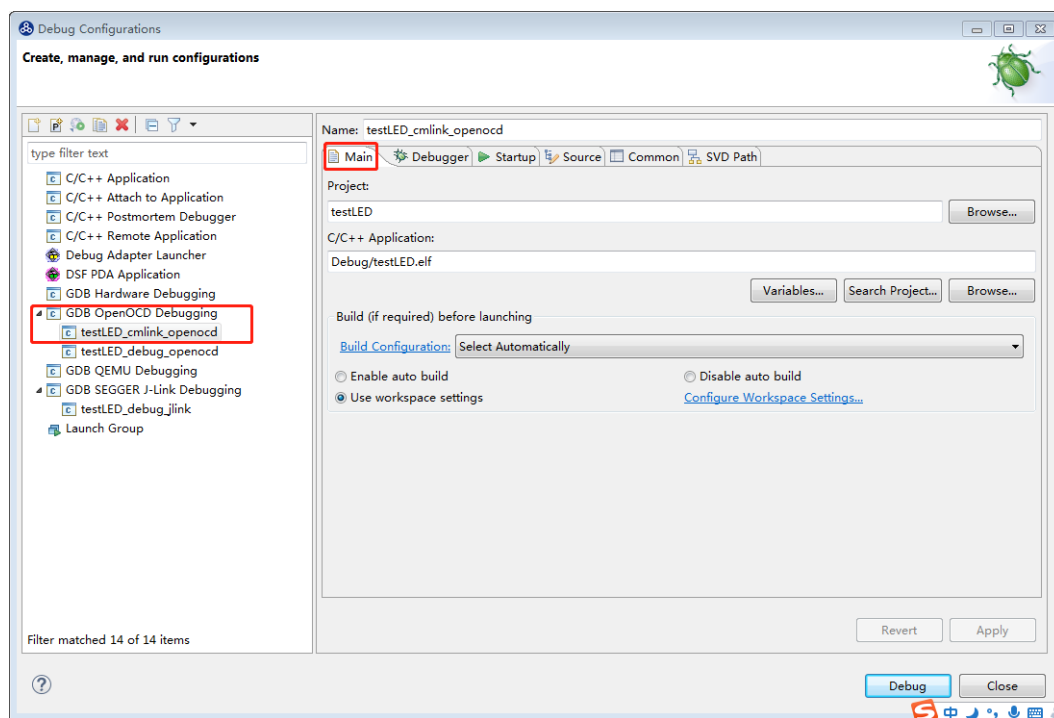 Debug Configurations
Create, manage, and run configurations
type filter text
C/C++ Application
C/C++ Attach to Application
C/C++ Postmortem Debugger
C/C++ Remote Application
Debug Adapter Launcher
DSF PDA Application
GDB Hardware Debugging
GDB OpenOCD Debugging
testLED_cmlink_openocd
testLED_debug_openocd
GDB QEMU Debugging
GDB SEGGER J-Link Debugging
testLED_debug_jlink
Launch Group
Filter matched 14 of 14 items
Name: testLED_cmlink_openocd
Main Debugger Startup Source Common SVD Path
Project:
testLED Browse...
C/C++ Application:
Debug/testLED.elf
Variables... Search Project... Browse...
Build (if required) before launching
Build Configuration: Select Automatically
Enable auto build Disable auto build
Use workspace settings Configure Workspace Settings...
Revert Apply
Debug Close
S 中